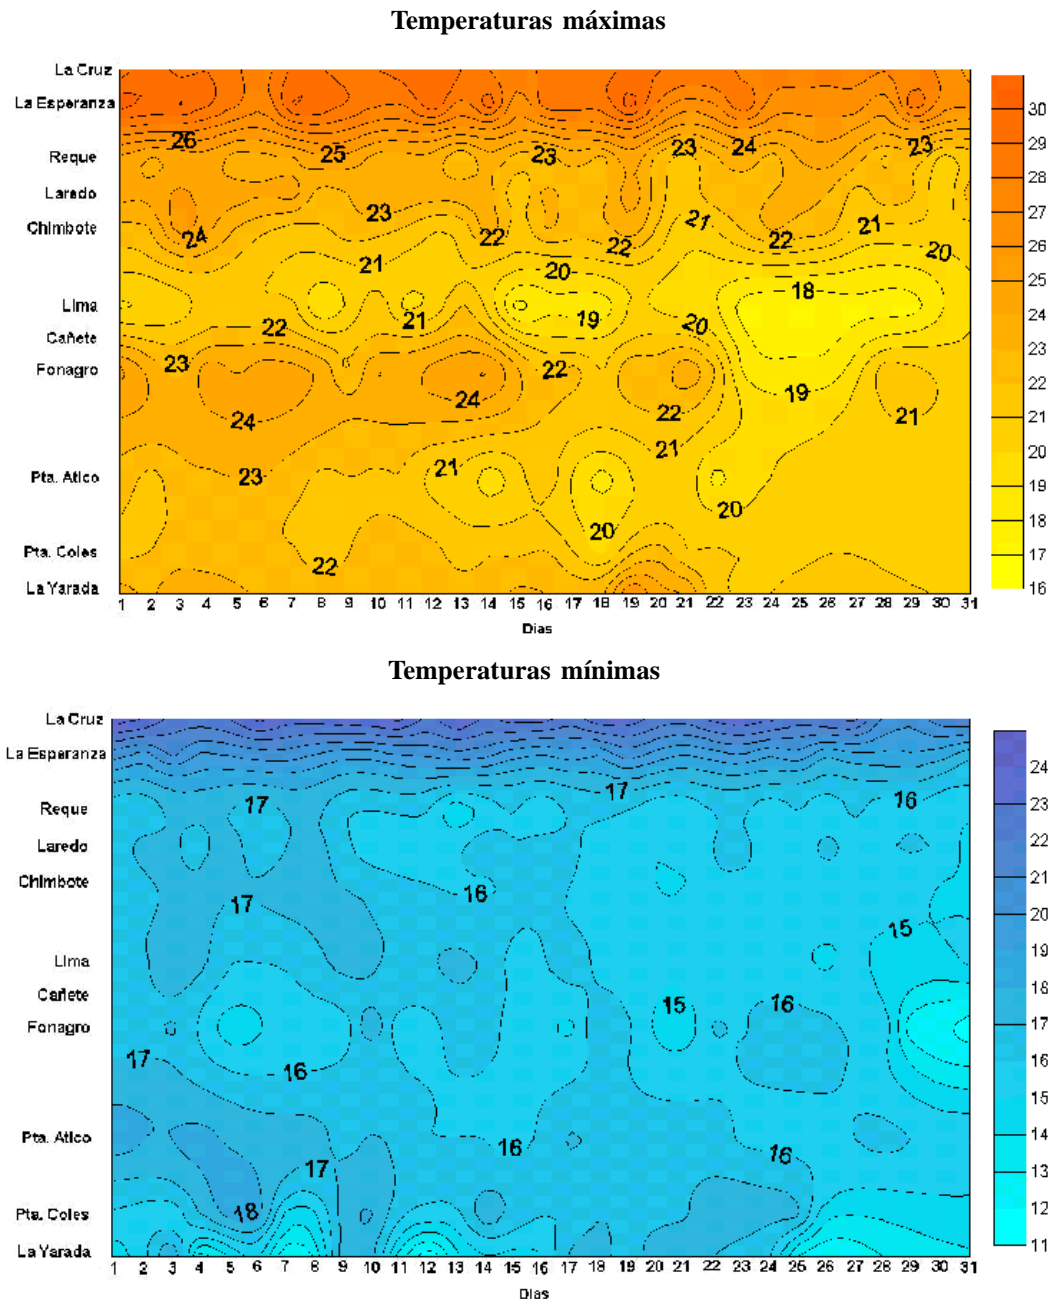 Temperaturas máximas
La Cruz
La Esperanza
Reque
Laredo
Chimbote
Lima
Cañete
Fonagro
Pta. Atico
Pta. Coles
La Yarada
26 25 23 23 24 23
24 23 22 22 21 22 21 20
21 20 18
22 21 19 20
23 22 19
24 24 22 21
23 21 21
20 20
22
30
29
28
27
26
25
24
23
22
21
20
19
18
17
16
1 2 3 4 5 6 7 8 9 10 11 12 13 14 15 16 17 18 19 20 21 22 23 24 25 26 27 28 29 30 31
Dias
Temperaturas mínimas
La Cruz
La Esperanza
Reque
Laredo
Chimbote
Lima
Cañete
Fonagro
Pta. Atico
Pta. Coles
La Yarada
17 17 16
17 16 15
15 16
17 16
16 16
17
18
24
23
22
21
20
19
18
17
16
15
14
13
12
11
1 2 3 4 5 6 7 8 9 10 11 12 13 14 15 16 17 18 19 20 21 22 23 24 25 26 27 28 29 30 31
Dias